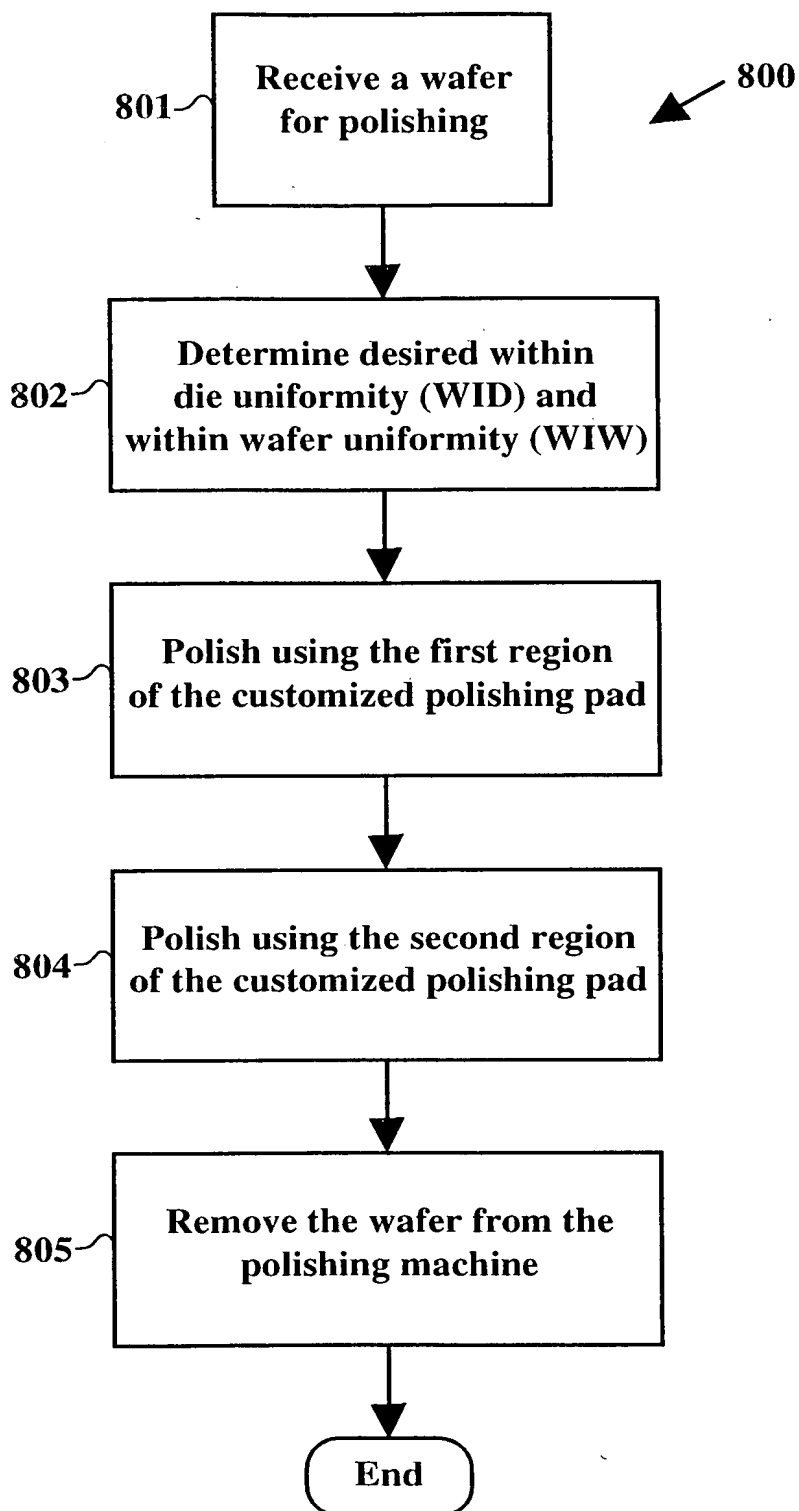 800
801
Receive a wafer
for polishing
802
Determine desired within
die uniformity (WID) and
within wafer uniformity (WIW)
803
Polish using the first region
of the customized polishing pad
804
Polish using the second region
of the customized polishing pad
805
Remove the wafer from the
polishing machine
End